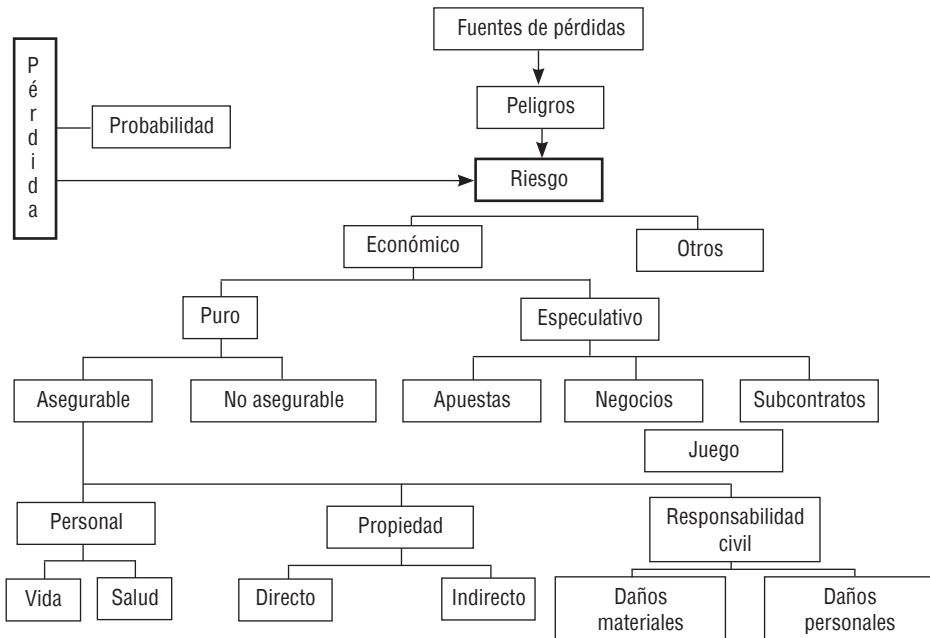 Fuentes de pérdidas
Pérdida
Probabilidad
Peligros
Riesgo
Económico
Otros
Puro
Especulativo
Asegurable
No asegurable
Apuestas
Negocios
Subcontratos
Juego
Personal
Propiedad
Responsabilidad
civil
Vida
Salud
Directo
Indirecto
Daños
materiales
Daños
personales